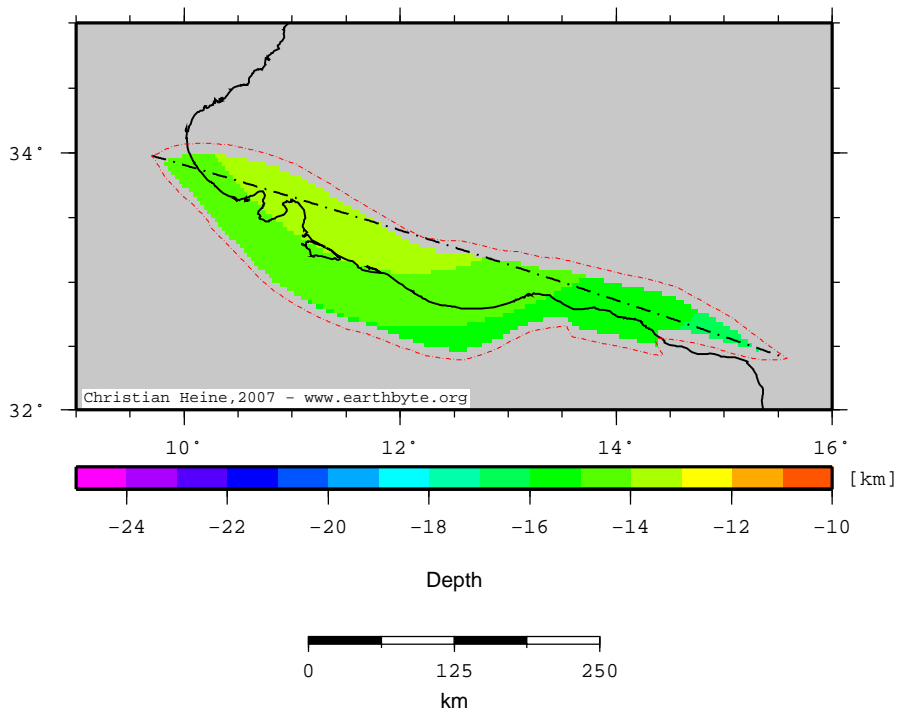 34°
32°
Christian Heine,2007 - www.earthbyte.org
10° 12° 14° 16°
[km]
-24 -22 -20 -18 -16 -14 -12 -10
Depth
0 125 250
km